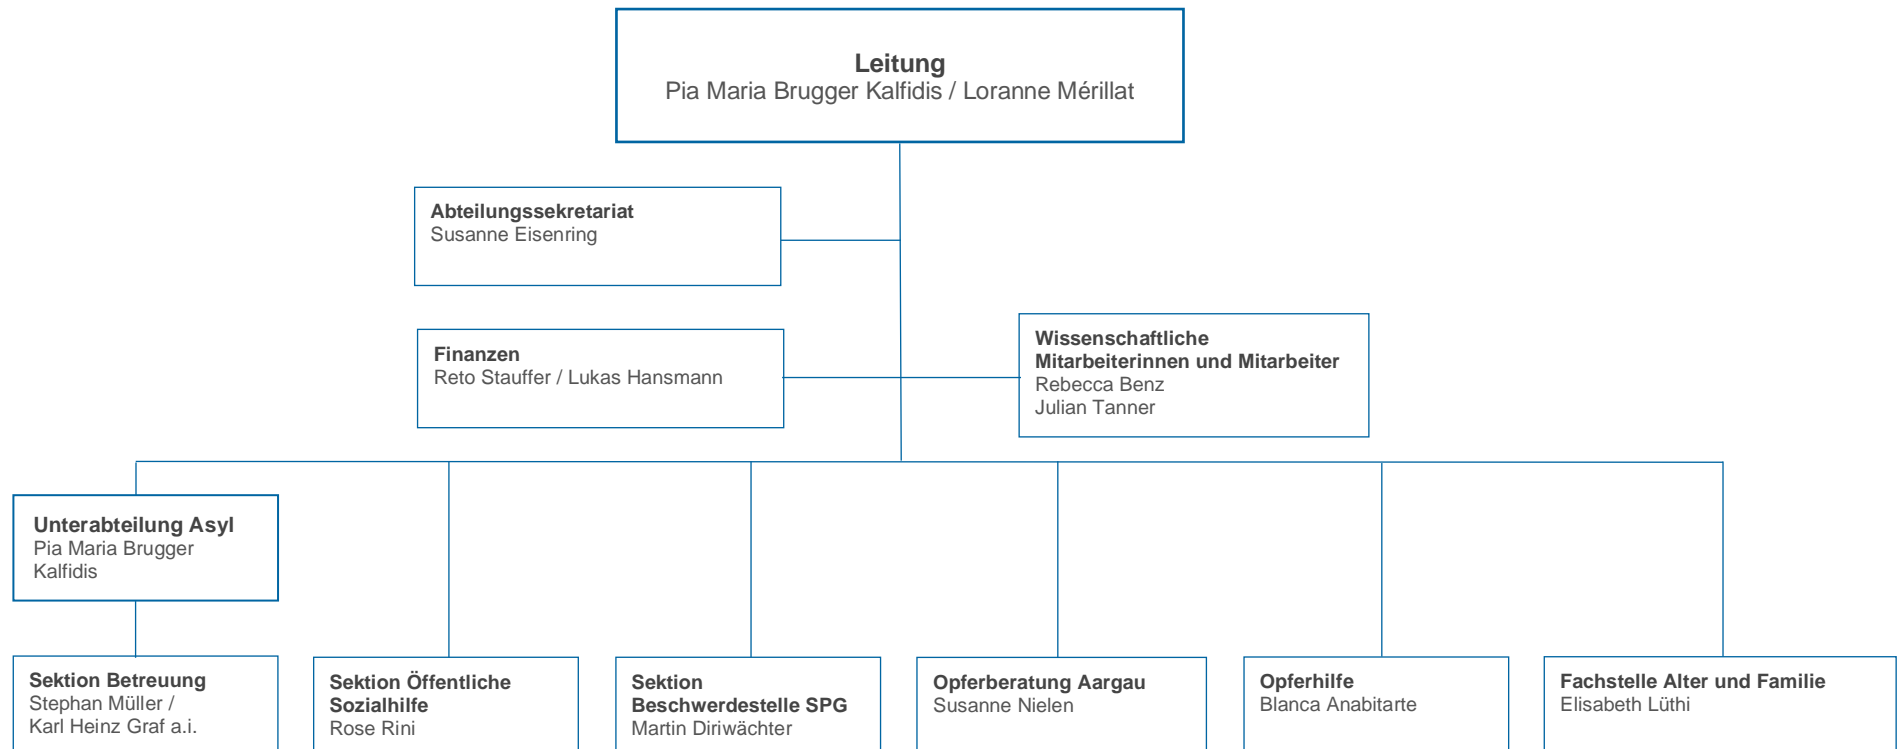 Leitung
Pia Maria Brugger Kalfidis / Loranne Mérillat
Abteilungssekretariat
Susanne Eisenring
Finanzen
Reto Stauffer / Lukas Hansmann
Wissenschaftliche
Mitarbeiterinnen und Mitarbeiter
Rebecca Benz
Julian Tanner
Unterabteilung Asyl
Pia Maria Brugger
Kalfidis
Sektion Betreuung
Stephan Müller /
Karl Heinz Graf a.i.
Sektion Öffentliche
Sozialhilfe
Rose Rini
Sektion
Beschwerdestelle SPG
Martin Diriwächter
Opferberatung Aargau
Susanne Nielen
Opferhilfe
Blanca Anabitarte
Fachstelle Alter und Familie
Elisabeth Lüthi